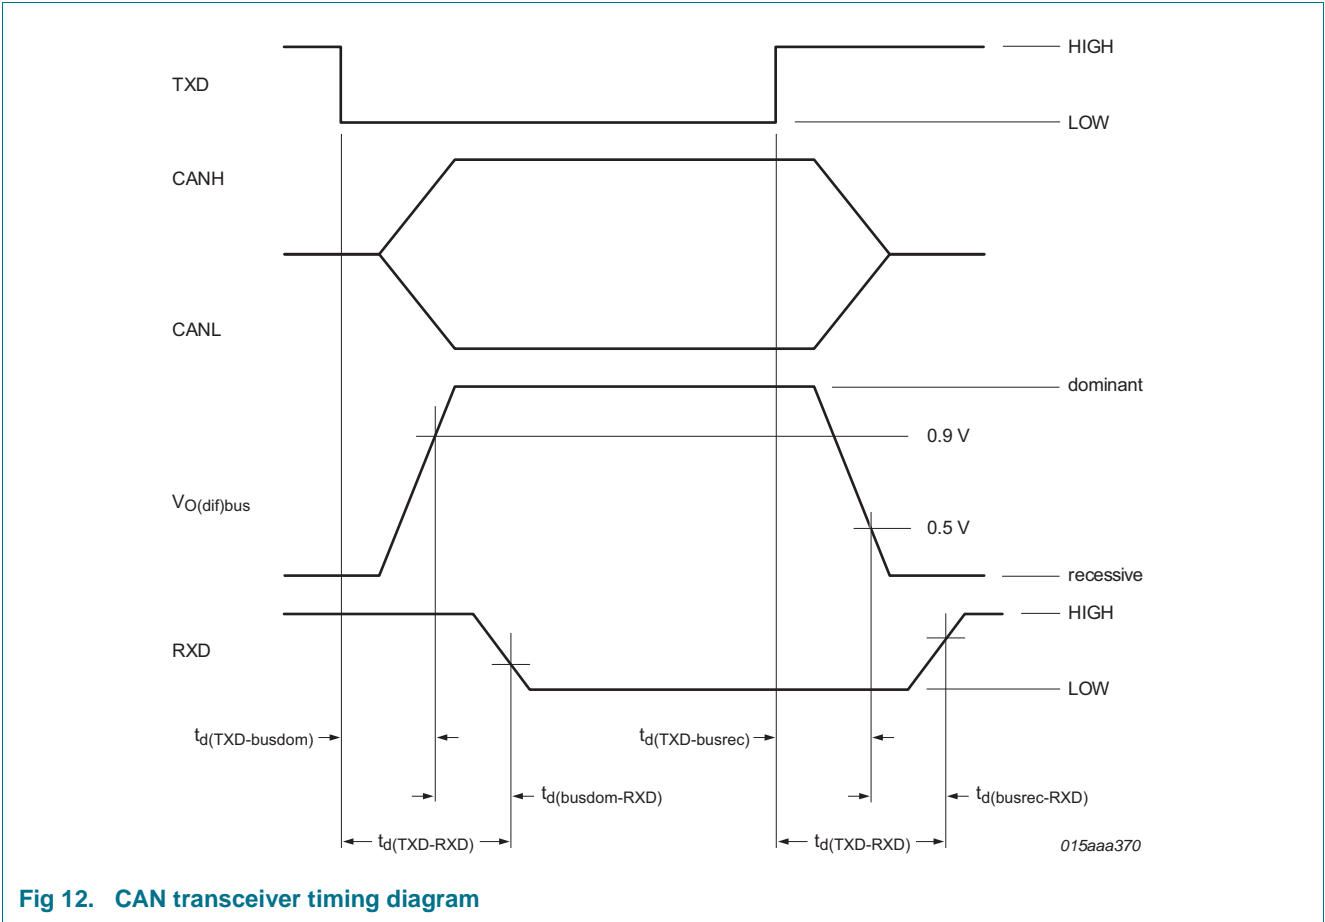 HIGH
TXD
LOW
CANH
CANL
dominant
0.9 V
VO(dif)bus
0.5 V
recessive
HIGH
RXD
LOW
td(TXD-busdom)
td(TXD-busrec)
td(busdom-RXD)
td(busrec-RXD)
td(TXD-RXD)
td(TXD-RXD)
015aaa370
Fig 12. CAN transceiver timing diagram